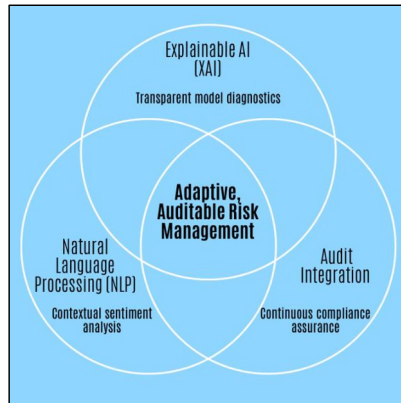 Explainable AI
(XAI)
Transparent model diagnostics
Adaptive,
Auditable Risk
Management
Natural
Language
Processing (NLP)
Contextual sentiment
analysis
Audit
Integration
Continuous compliance
assurance